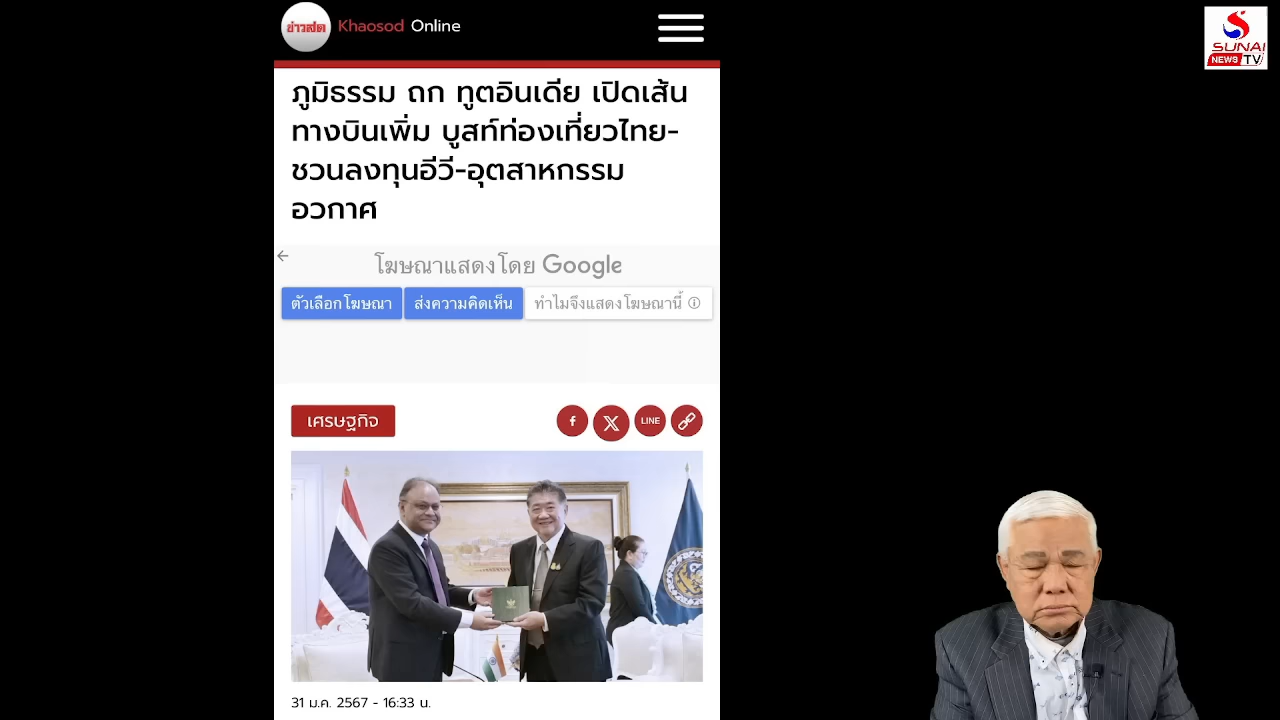 ข่าวสด
Khaosod Online
SUNAI
NEWS TV
ภูมิธรรม ถก ทูตอินเดีย เปิดเส้น
ทางบินเพิ่ม บูสท์ท่องเที่ยวไทย-
ชวนลงทุนอีวี-อุตสาหกรรม
อวกาศ
โฆษณาแสดงโดย Google
ตัวเลือกโฆษณา ส่งความคิดเห็น ทำไมจึงแสดงโฆษณานี้
เศรษฐกิจ
f X LINE
31 ม.ค. 2567 - 16:33 น.